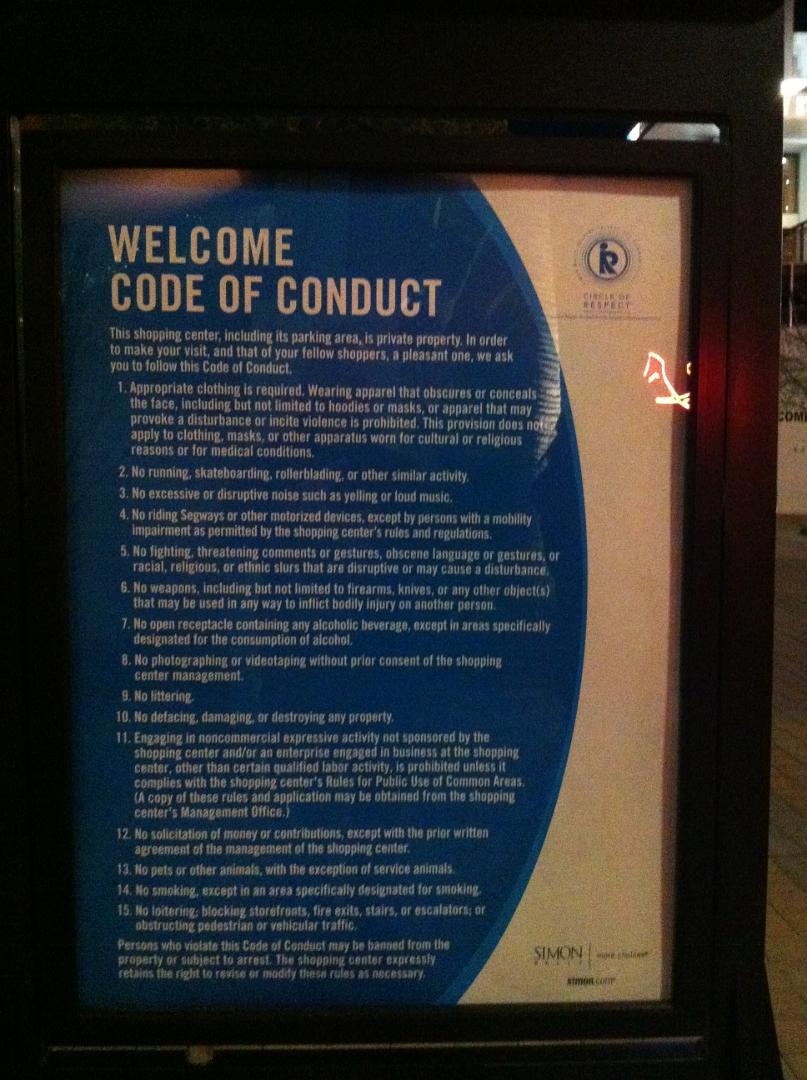 WELCOME
CODE OF CONDUCT
CIRCLE OF
RESPECT
This shopping center, including its parking area, is private property. In order
to make your visit, and that of your fellow shoppers, a pleasant one, we ask
you to follow this Code of Conduct.
1. Appropriate clothing is required. Wearing apparel that obscures or conceals
the face, including but not limited to hoodies or masks, or apparel that may
provoke a disturbance or incite violence is prohibited. This provision does not
apply to clothing, masks, or other apparatus worn for cultural or religious
reasons or for medical conditions.
2. No running, skateboarding, rollerblading, or other similar activity.
3. No excessive or disruptive noise such as yelling or loud music.
4. No riding Segways or other motorized devices, except by persons with a mobility
impairment as permitted by the shopping center's rules and regulations.
5. No fighting, threatening comments or gestures, obscene language or gestures, or
racial, religious, or ethnic slurs that are disruptive or may cause a disturbance.
6. No weapons, including but not limited to firearms, knives, or any other object(s)
that may be used in any way to inflict bodily injury on another person.
7. No open receptacle containing any alcoholic beverage, except in areas specifically
designated for the consumption of alcohol.
8. No photographing or videotaping without prior consent of the shopping
center management.
9. No littering.
10. No defacing, damaging, or destroying any property.
11. Engaging in noncommercial expressive activity not sponsored by the
shopping center and/or an enterprise engaged in business at the shopping
center, other than certain qualified labor activity, is prohibited unless it
complies with the shopping center's Rules for Public Use of Common Areas.
(A copy of these rules and application may be obtained from the shopping
center's Management Office.)
12. No solicitation of money or contributions, except with the prior written
agreement of the management of the shopping center.
13. No pets or other animals, with the exception of service animals.
14. No smoking, except in an area specifically designated for smoking.
15. No loitering; blocking storefronts, fire exits, stairs, or escalators; or
obstructing pedestrian or vehicular traffic.
Persons who violate this Code of Conduct may be banned from the
property or subject to arrest. The shopping center expressly
retains the right to revise or modify these rules as necessary.
SIMON more choices®
simon.com®
COM